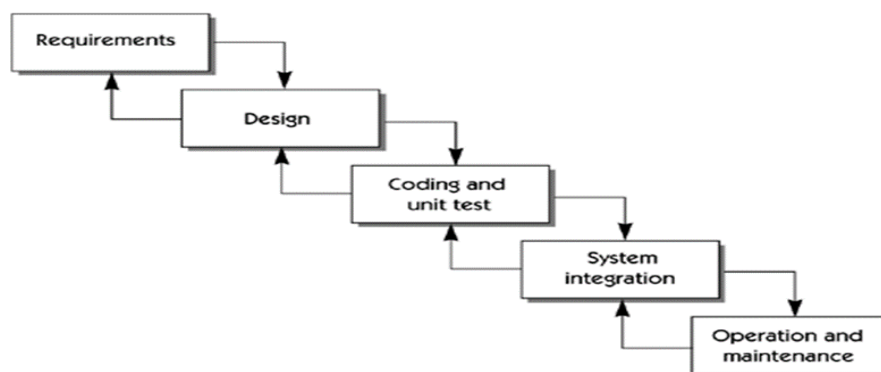 Requirements
Design
Coding and
unit test
System
integration
Operation and
maintenance